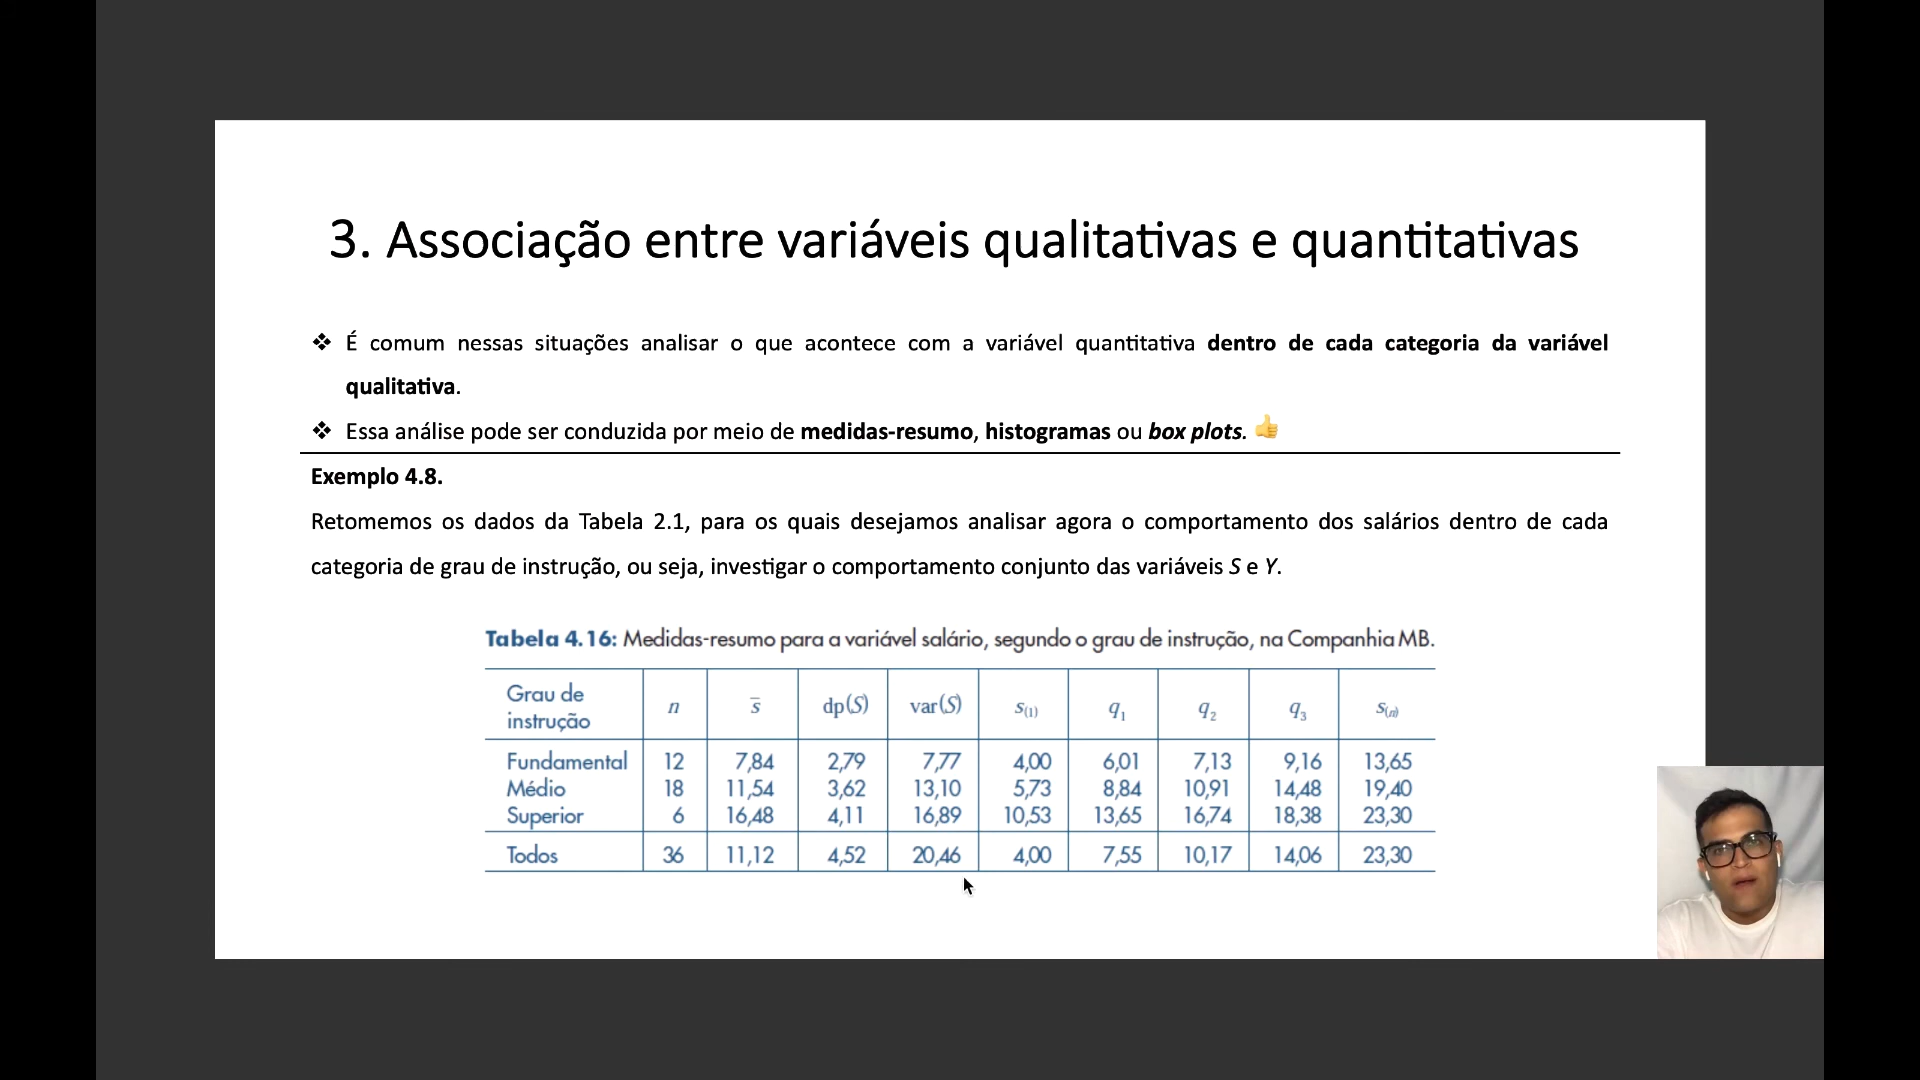 3. Associação entre variáveis qualitativas e quantitativas
❖ É comum nessas situações analisar o que acontece com a variável quantitativa dentro de cada categoria da variável
qualitativa.
❖ Essa análise pode ser conduzida por meio de medidas-resumo, histogramas ou box plots. 👍
Exemplo 4.8.
Retomemos os dados da Tabela 2.1, para os quais desejamos analisar agora o comportamento dos salários dentro de cada
categoria de grau de instrução, ou seja, investigar o comportamento conjunto das variáveis S e Y.
Tabela 4.16: Medidas-resumo para a variável salário, segundo o grau de instrução, na Companhia MB.
Grau de instrução n s̄ dp(S) var(S) s(1) q1 q2 q3 s(n)
Fundamental 12 7,84 2,79 7,77 4,00 6,01 7,13 9,16 13,65
Médio 18 11,54 3,62 13,10 5,73 8,84 10,91 14,48 19,40
Superior 6 16,48 4,11 16,89 10,53 13,65 16,74 18,38 23,30
Todos 36 11,12 4,52 20,46 4,00 7,55 10,17 14,06 23,30